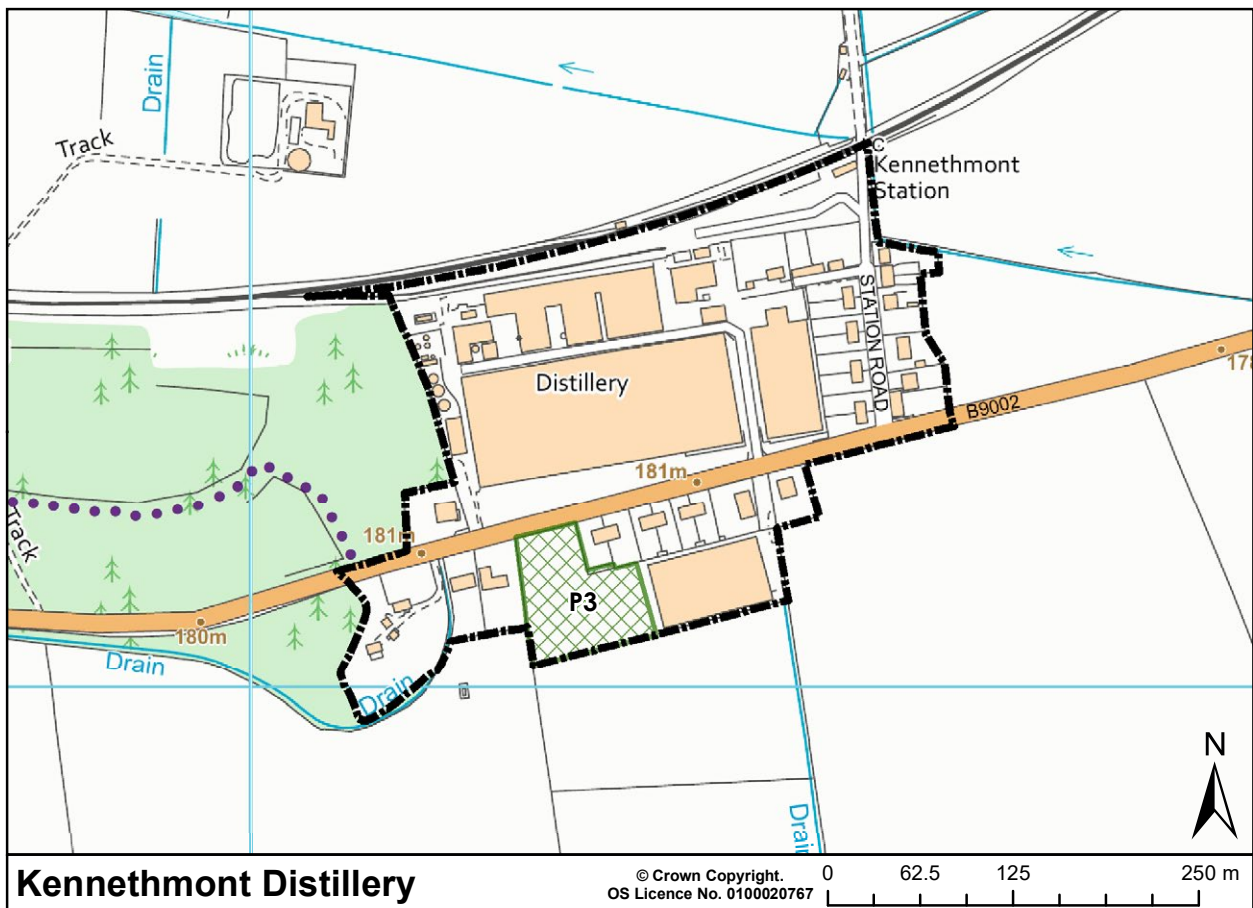 Drain
Track
C
Kennethmont
Station
STATION ROAD
Distillery
B9002
178
181m
181m
Track
P3
180m
Drain
Drain
Drain
N
Kennethmont Distillery
© Crown Copyright.
OS Licence No. 0100020767
0 62.5 125 250 m